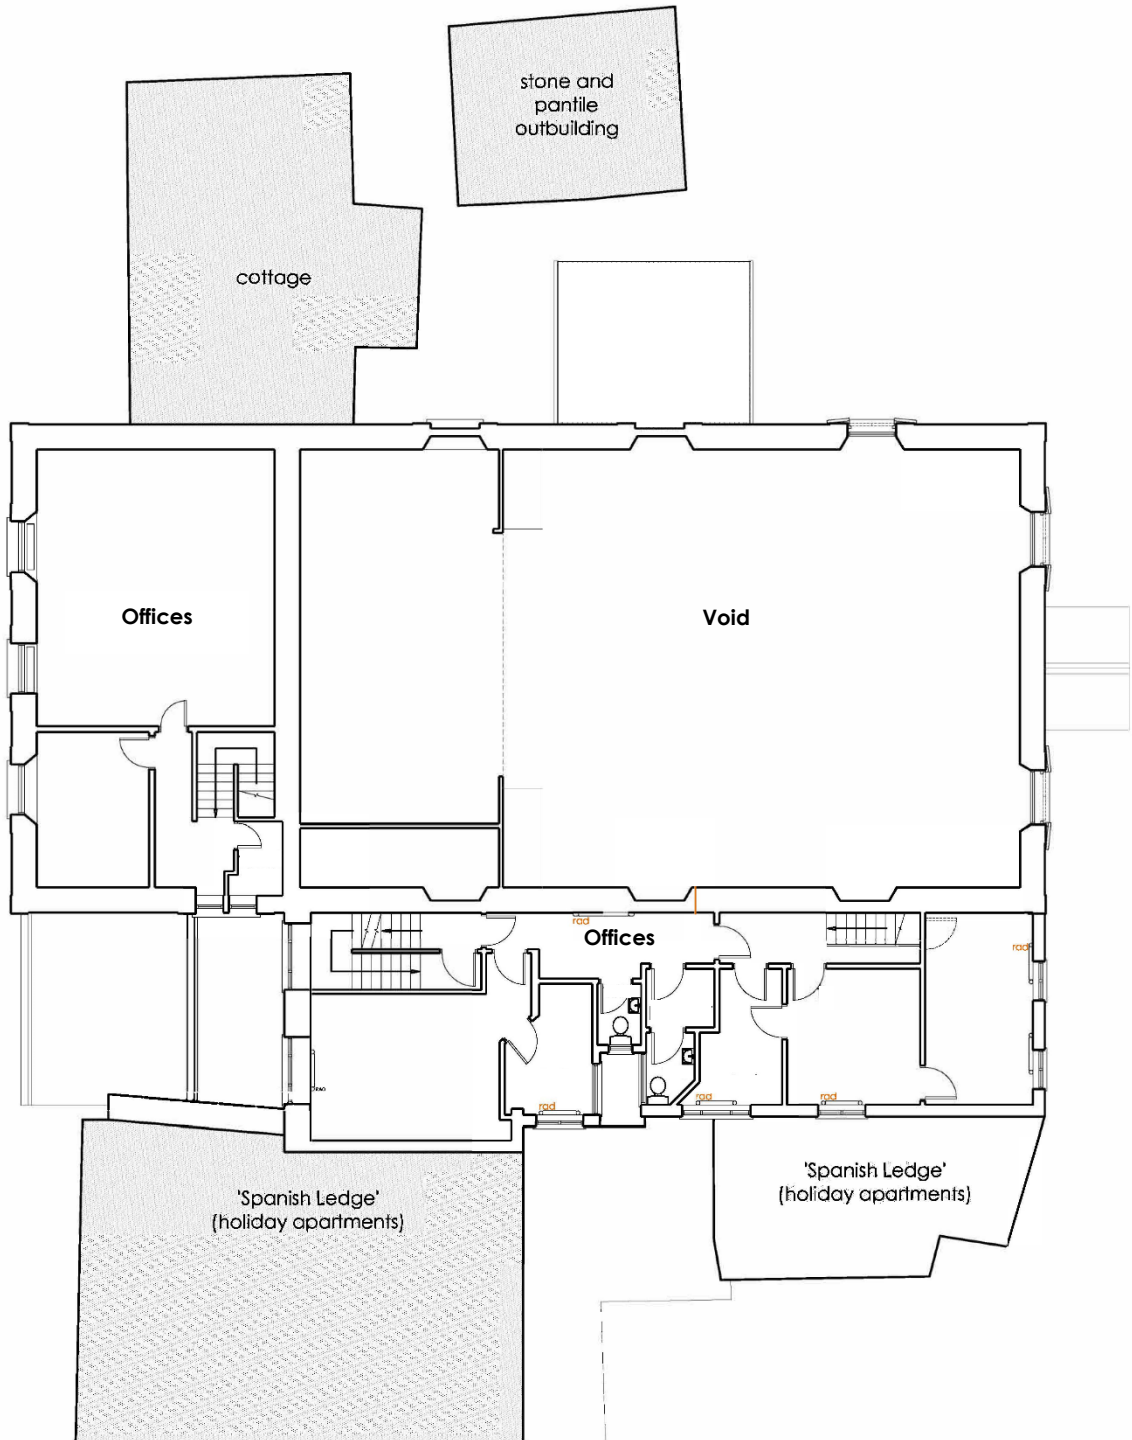 stone and
pantile
outbuilding
cottage
Offices
Void
rad
Offices
rad
RAD
rad
rad
rad
'Spanish Ledge'
(holiday apartments)
'Spanish Ledge'
(holiday apartments)